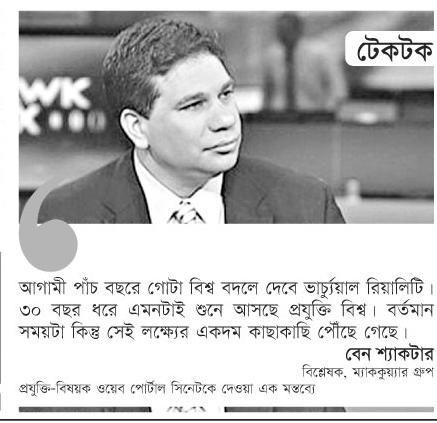 টেকটক
WK
আগামী পাঁচ বছরে গোটা বিশ্ব বদলে দেবে ভার্চ্যুয়াল রিয়ালিটি।
৩০ বছর ধরে এমনটাই শুনে আসছে প্রযুক্তি বিশ্ব। বর্তমান
সময়টা কিন্তু সেই লক্ষ্যের একদম কাছাকাছি পৌঁছে গেছে।
বেন শ্যাকটার
বিশ্লেষক, ম্যাককুয়্যার গ্রুপ
প্রযুক্তি-বিষয়ক ওয়েব পোর্টাল সিনেটকে দেওয়া এক মন্তব্যে